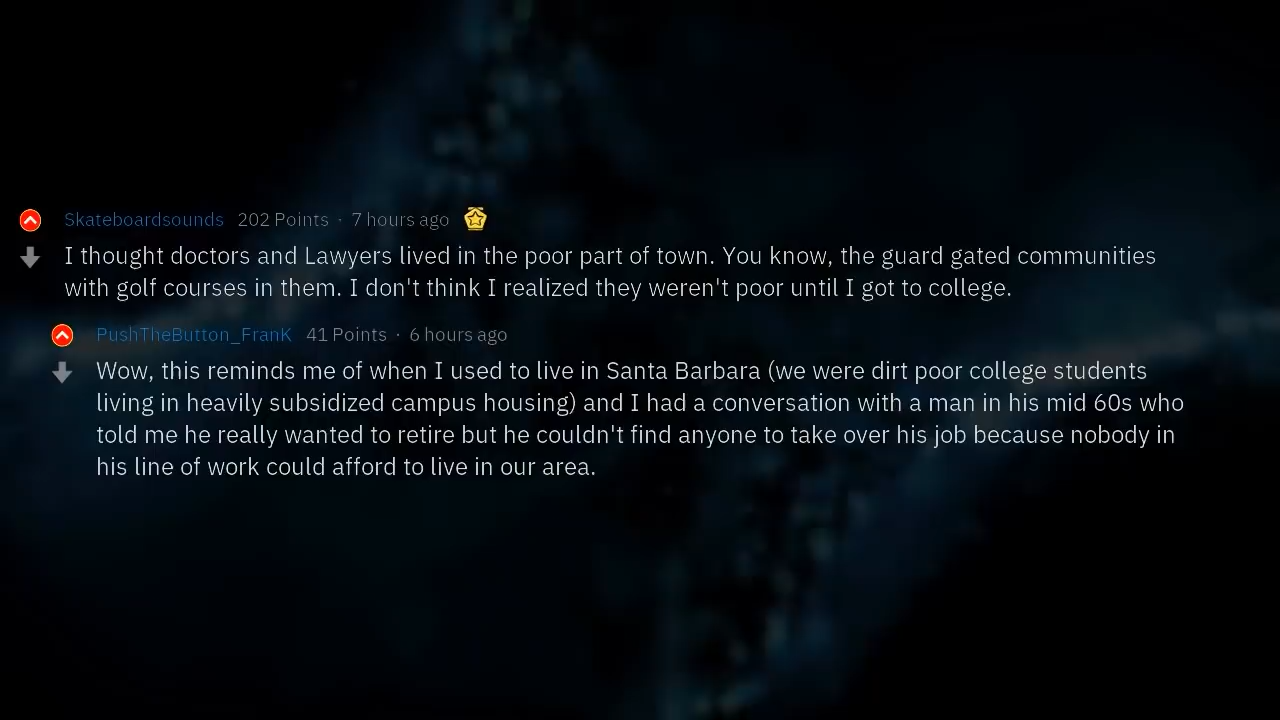 Skateboardsounds 202 Points · 7 hours ago
I thought doctors and Lawyers lived in the poor part of town. You know, the guard gated communities
with golf courses in them. I don't think I realized they weren't poor until I got to college.
PushTheButton_FranK 41 Points · 6 hours ago
Wow, this reminds me of when I used to live in Santa Barbara (we were dirt poor college students
living in heavily subsidized campus housing) and I had a conversation with a man in his mid 60s who
told me he really wanted to retire but he couldn't find anyone to take over his job because nobody in
his line of work could afford to live in our area.